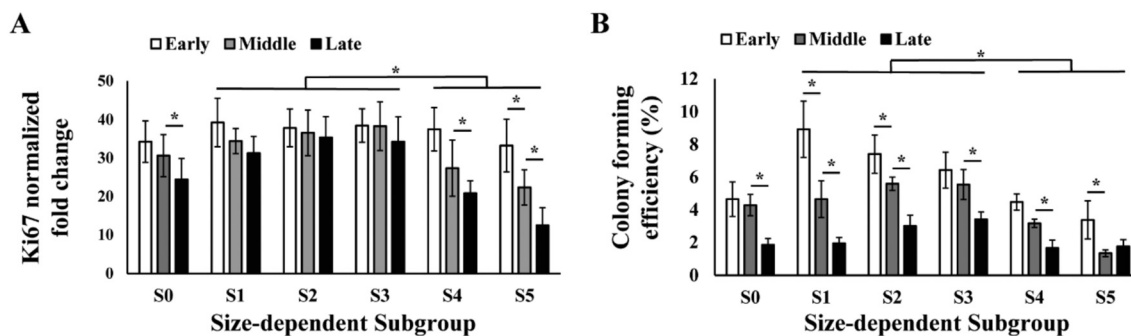 A
Early Middle Late
Ki67 normalized
fold change
50
40
30
20
10
0
*
*
*
*
*
S0 S1 S2 S3 S4 S5
Size-dependent Subgroup
B
Early Middle Late
Colony forming
efficiency (%)
12
10
8
6
4
2
0
*
*
*
*
*
*
*
*
*
S0 S1 S2 S3 S4 S5
Size-dependent Subgroup